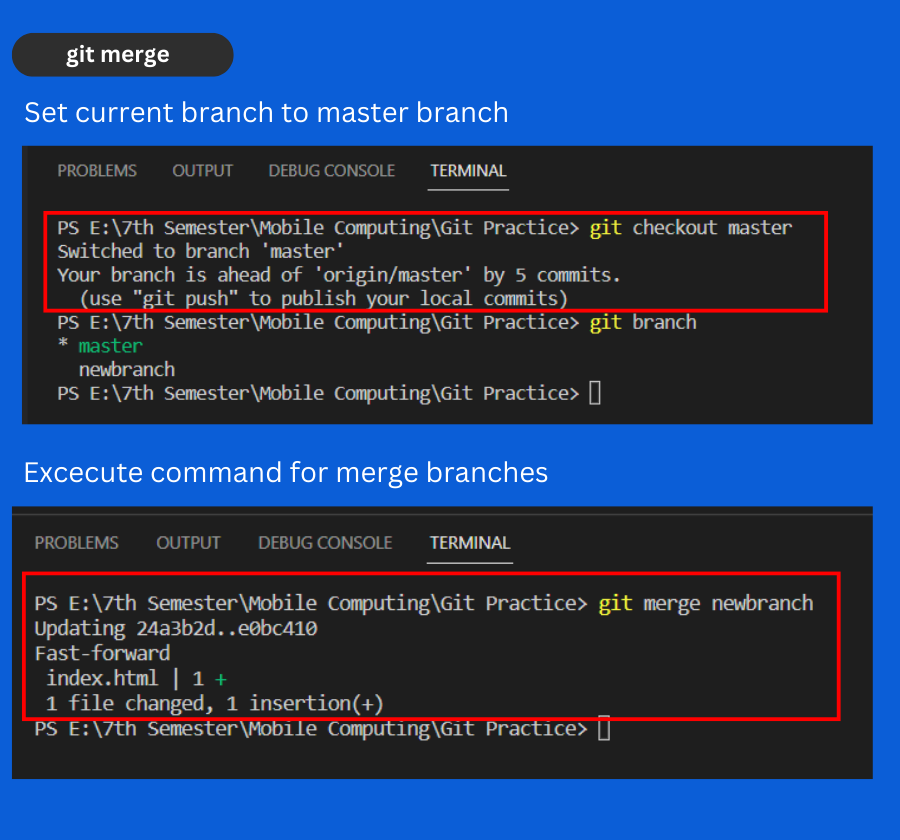 git merge
Set current branch to master branch
PROBLEMS OUTPUT DEBUG CONSOLE TERMINAL
PS E:\7th Semester\Mobile Computing\Git Practice> git checkout master
Switched to branch 'master'
Your branch is ahead of 'origin/master' by 5 commits.
  (use "git push" to publish your local commits)
PS E:\7th Semester\Mobile Computing\Git Practice> git branch
* master
  newbranch
PS E:\7th Semester\Mobile Computing\Git Practice>
Excecute command for merge branches
PROBLEMS OUTPUT DEBUG CONSOLE TERMINAL
PS E:\7th Semester\Mobile Computing\Git Practice> git merge newbranch
Updating 24a3b2d..e0bc410
Fast-forward
 index.html | 1 +
 1 file changed, 1 insertion(+)
PS E:\7th Semester\Mobile Computing\Git Practice>